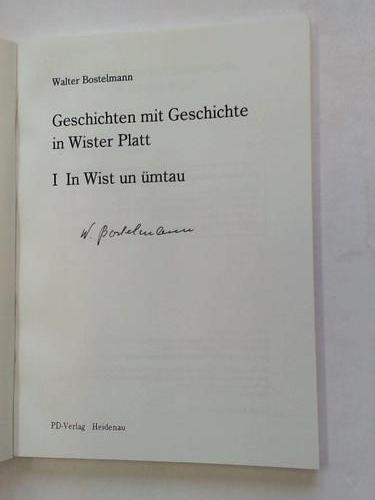 Walter Bostelmann
Geschichten mit Geschichte
in Wister Platt
I In Wist un ümtau
W. Bostelmann
PD-Verlag Heidenau